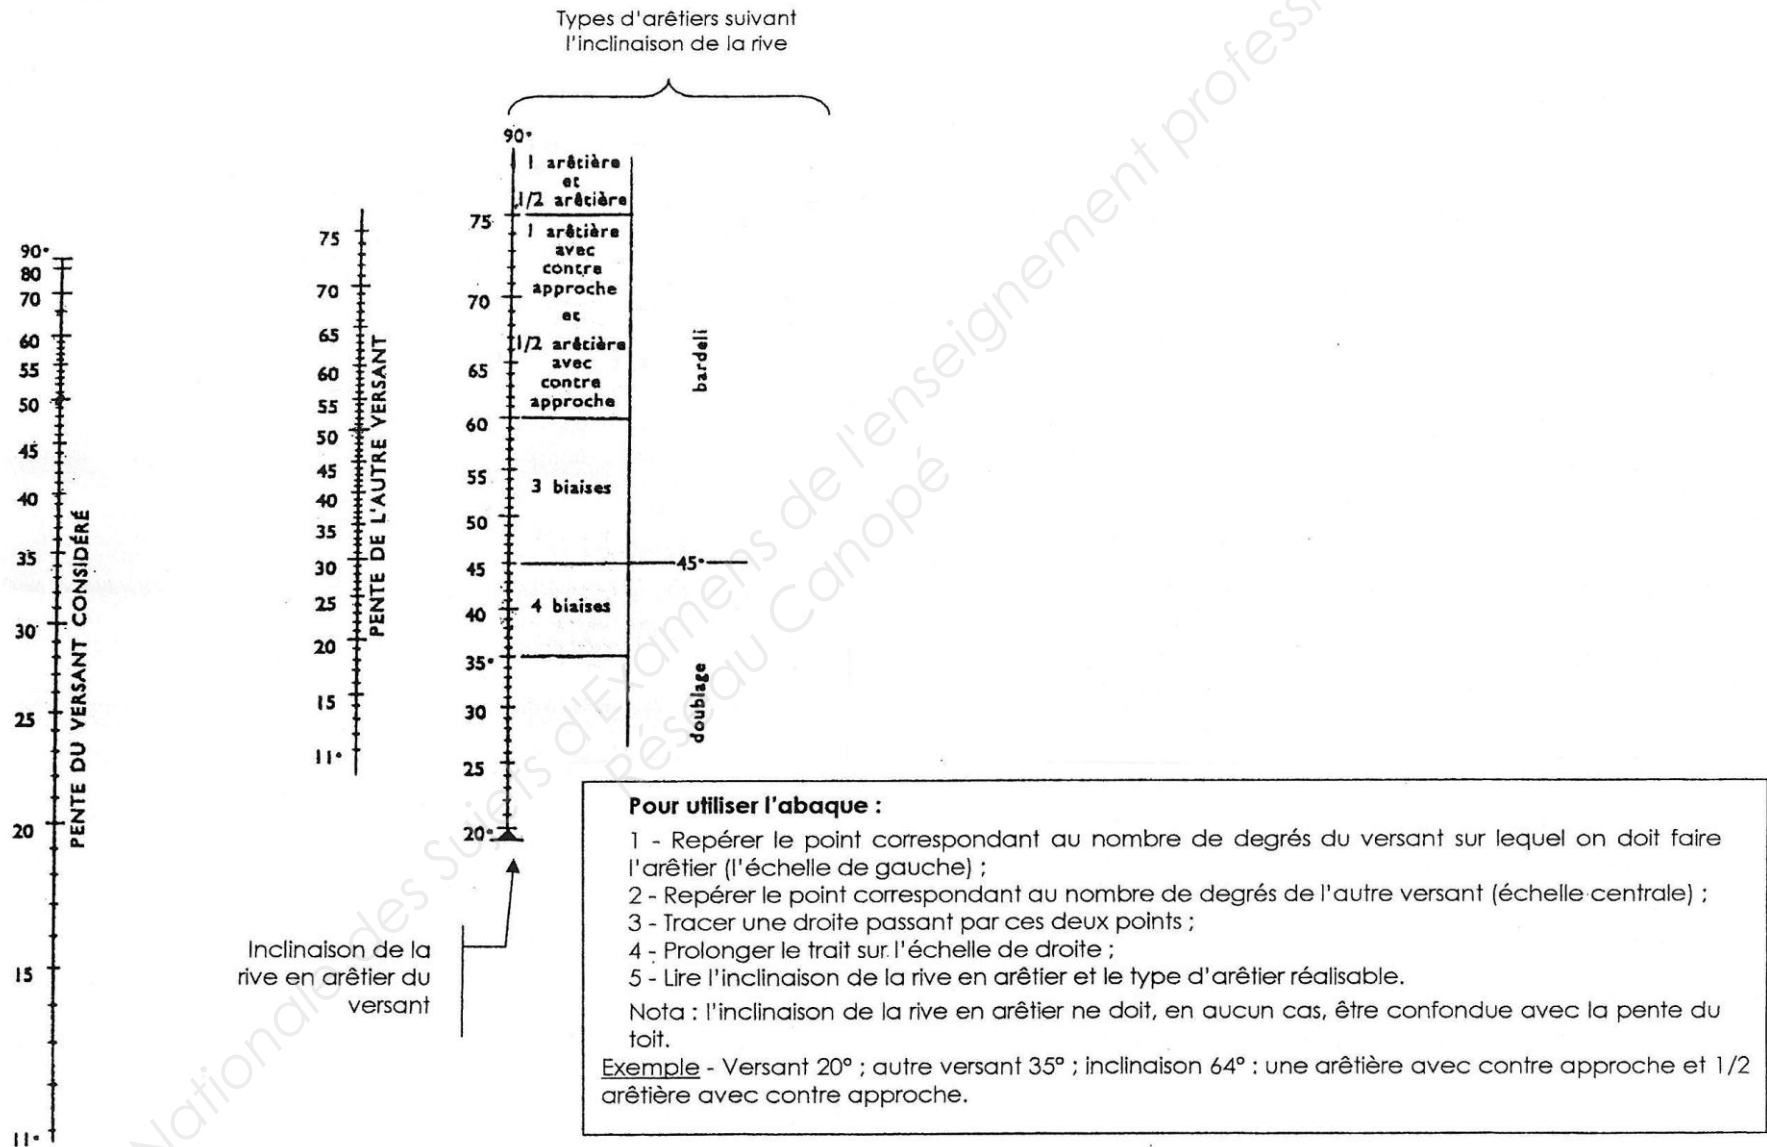 Types d'arêtiers suivant
l'inclinaison de la rive
90°
80
70
60
55
50
45
40
35
30
25
20
15
11°
PENTE DU VERSANT CONSIDÉRÉ
75
70
65
60
55
50
45
40
35
30
25
20
15
11°
PENTE DE L'AUTRE VERSANT
90°
75
70
65
60
55
50
45
40
35°
30
25
20°
1 arêtière
et
1/2 arêtière
1 arêtière
avec
contre
approche
et
1/2 arêtière
avec
contre
approche
3 biaises
4 biaises
bardeli
45°
doublage
Inclinaison de la
rive en arêtier du
versant
Pour utiliser l'abaque :
1 - Repérer le point correspondant au nombre de degrés du versant sur lequel on doit faire
l'arêtier (l'échelle de gauche) ;
2 - Repérer le point correspondant au nombre de degrés de l'autre versant (échelle centrale) ;
3 - Tracer une droite passant par ces deux points ;
4 - Prolonger le trait sur l'échelle de droite ;
5 - Lire l'inclinaison de la rive en arêtier et le type d'arêtier réalisable.
Nota : l'inclinaison de la rive en arêtier ne doit, en aucun cas, être confondue avec la pente du
toit.
Exemple - Versant 20° ; autre versant 35° ; inclinaison 64° : une arêtière avec contre approche et 1/2
arêtière avec contre approche.
Nationale des Sujets d'Examens de l'enseignement
Réseau Canopé